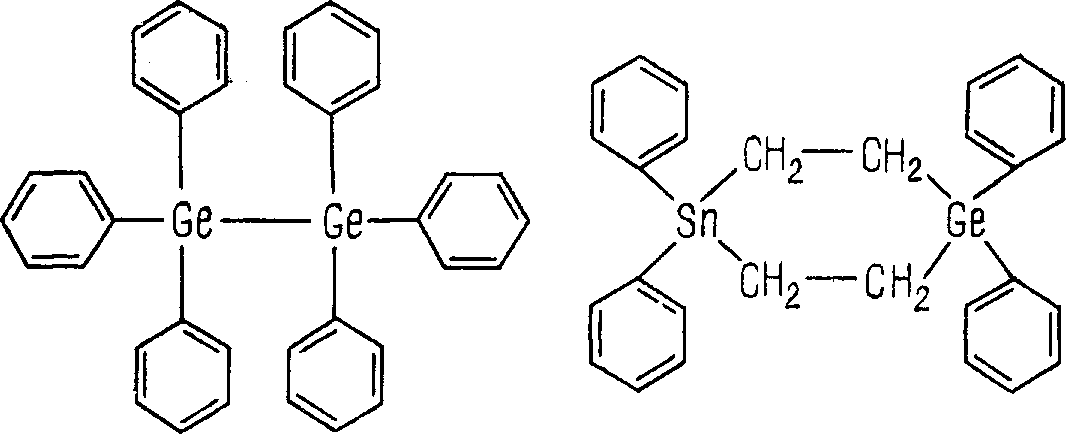 Ge Ge
CH₂ CH₂
Sn Ge
CH₂ CH₂